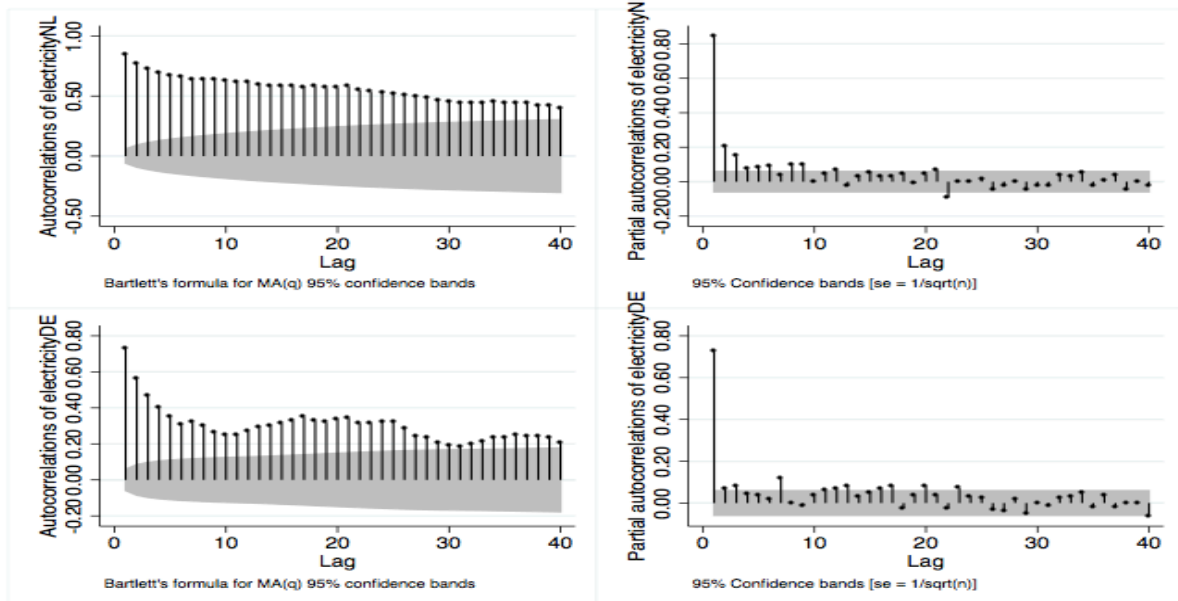 Autocorrelations of electricityNL
1.00
0.50
0.00
-0.50
0 10 20 30 40
Lag
Bartlett's formula for MA(q) 95% confidence bands
Partial autocorrelations of electricityN
0.80
0.60
0.40
0.20
0.00
-0.20
0 10 20 30 40
Lag
95% Confidence bands [se = 1/sqrt(n)]
Autocorrelations of electricityDE
0.80
0.60
0.40
0.20
0.00
-0.20
0 10 20 30 40
Lag
Bartlett's formula for MA(q) 95% confidence bands
Partial autocorrelations of electricityDE
0.80
0.60
0.40
0.20
0.00
0 10 20 30 40
Lag
95% Confidence bands [se = 1/sqrt(n)]